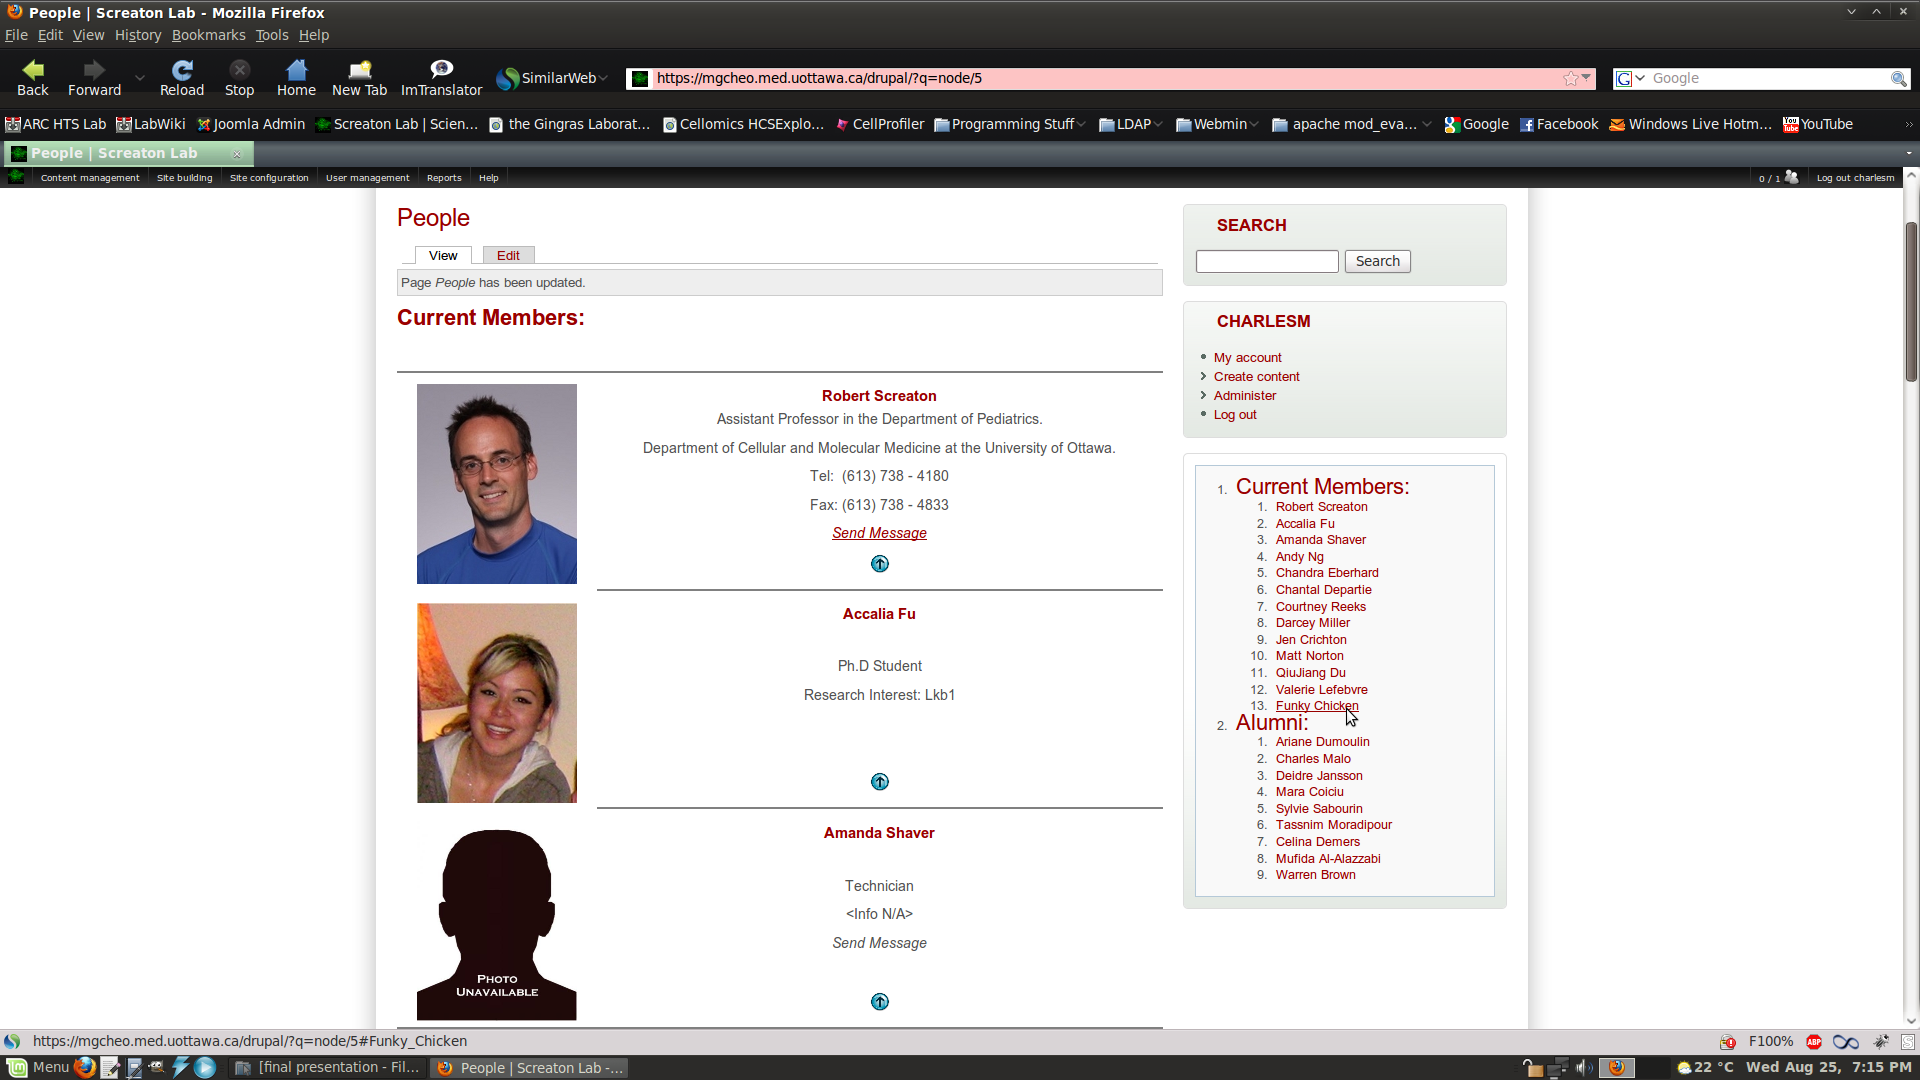 People | Screaton Lab - Mozilla Firefox
File Edit View History Bookmarks Tools Help
Back Forward Reload Stop Home New Tab ImTranslator SimilarWeb https://mgcheo.med.uottawa.ca/drupal/?q=node/5 Google
ARC HTS Lab LabWiki Joomla Admin Screaton Lab | Scien... the Gingras Laborat... Cellomics HCSExplo... CellProfiler Programming Stuff LDAP Webmin apache mod_eva... Google Facebook Windows Live Hotm... YouTube
People | Screaton Lab
Content management Site building Site configuration User management Reports Help 0 / 1 Log out charlesm
People
View Edit
Page People has been updated.
Current Members:
Robert Screaton
Assistant Professor in the Department of Pediatrics.
Department of Cellular and Molecular Medicine at the University of Ottawa.
Tel: (613) 738 - 4180
Fax: (613) 738 - 4833
Send Message
Accalia Fu
Ph.D Student
Research Interest: Lkb1
PHOTO
UNAVAILABLE
Amanda Shaver
Technician
<Info N/A>
Send Message
SEARCH
Search
CHARLESM
My account
Create content
Administer
Log out
1. Current Members:
1. Robert Screaton
2. Accalia Fu
3. Amanda Shaver
4. Andy Ng
5. Chandra Eberhard
6. Chantal Departie
7. Courtney Reeks
8. Darcey Miller
9. Jen Crichton
10. Matt Norton
11. QiuJiang Du
12. Valerie Lefebvre
13. Funky Chicken
2. Alumni:
1. Ariane Dumoulin
2. Charles Malo
3. Deidre Jansson
4. Mara Coiciu
5. Sylvie Sabourin
6. Tassnim Moradipour
7. Celina Demers
8. Mufida Al-Alazzabi
9. Warren Brown
https://mgcheo.med.uottawa.ca/drupal/?q=node/5#Funky_Chicken F100% ABP
Menu [final presentation - Fil... People | Screaton Lab -... 22 °C Wed Aug 25, 7:15 PM